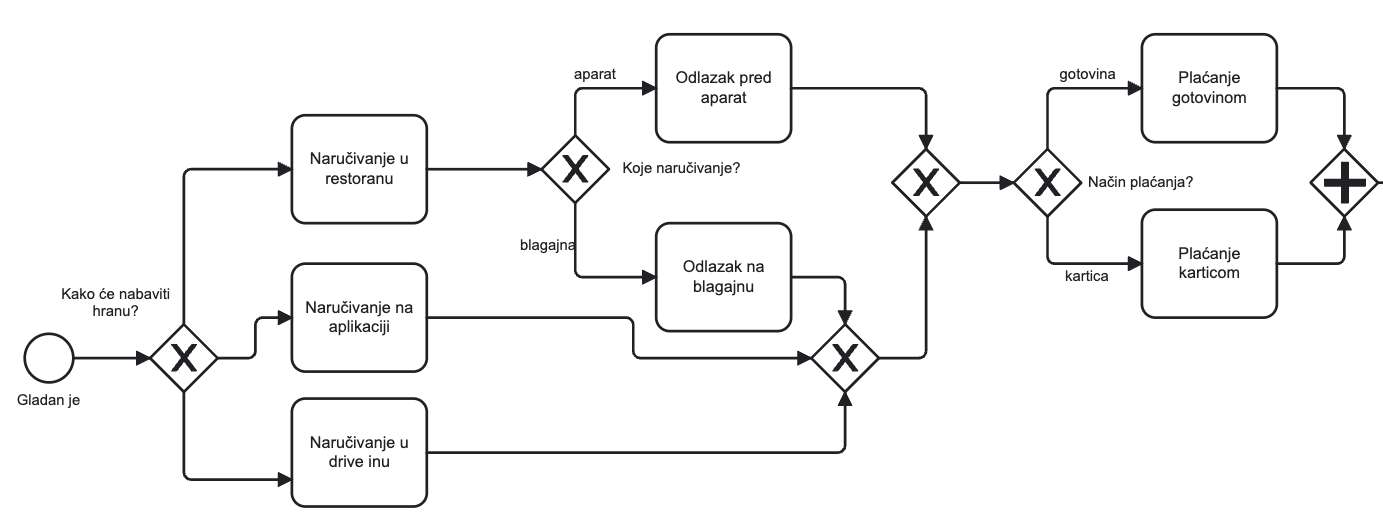 Gladan je
Kako će nabaviti
hranu?
Naručivanje u
restoranu
Naručivanje na
aplikaciji
Naručivanje u
drive inu
Koje naručivanje?
aparat
blagajna
Odlazak pred
aparat
Odlazak na
blagajnu
Način plaćanja?
gotovina
kartica
Plaćanje
gotovinom
Plaćanje
karticom